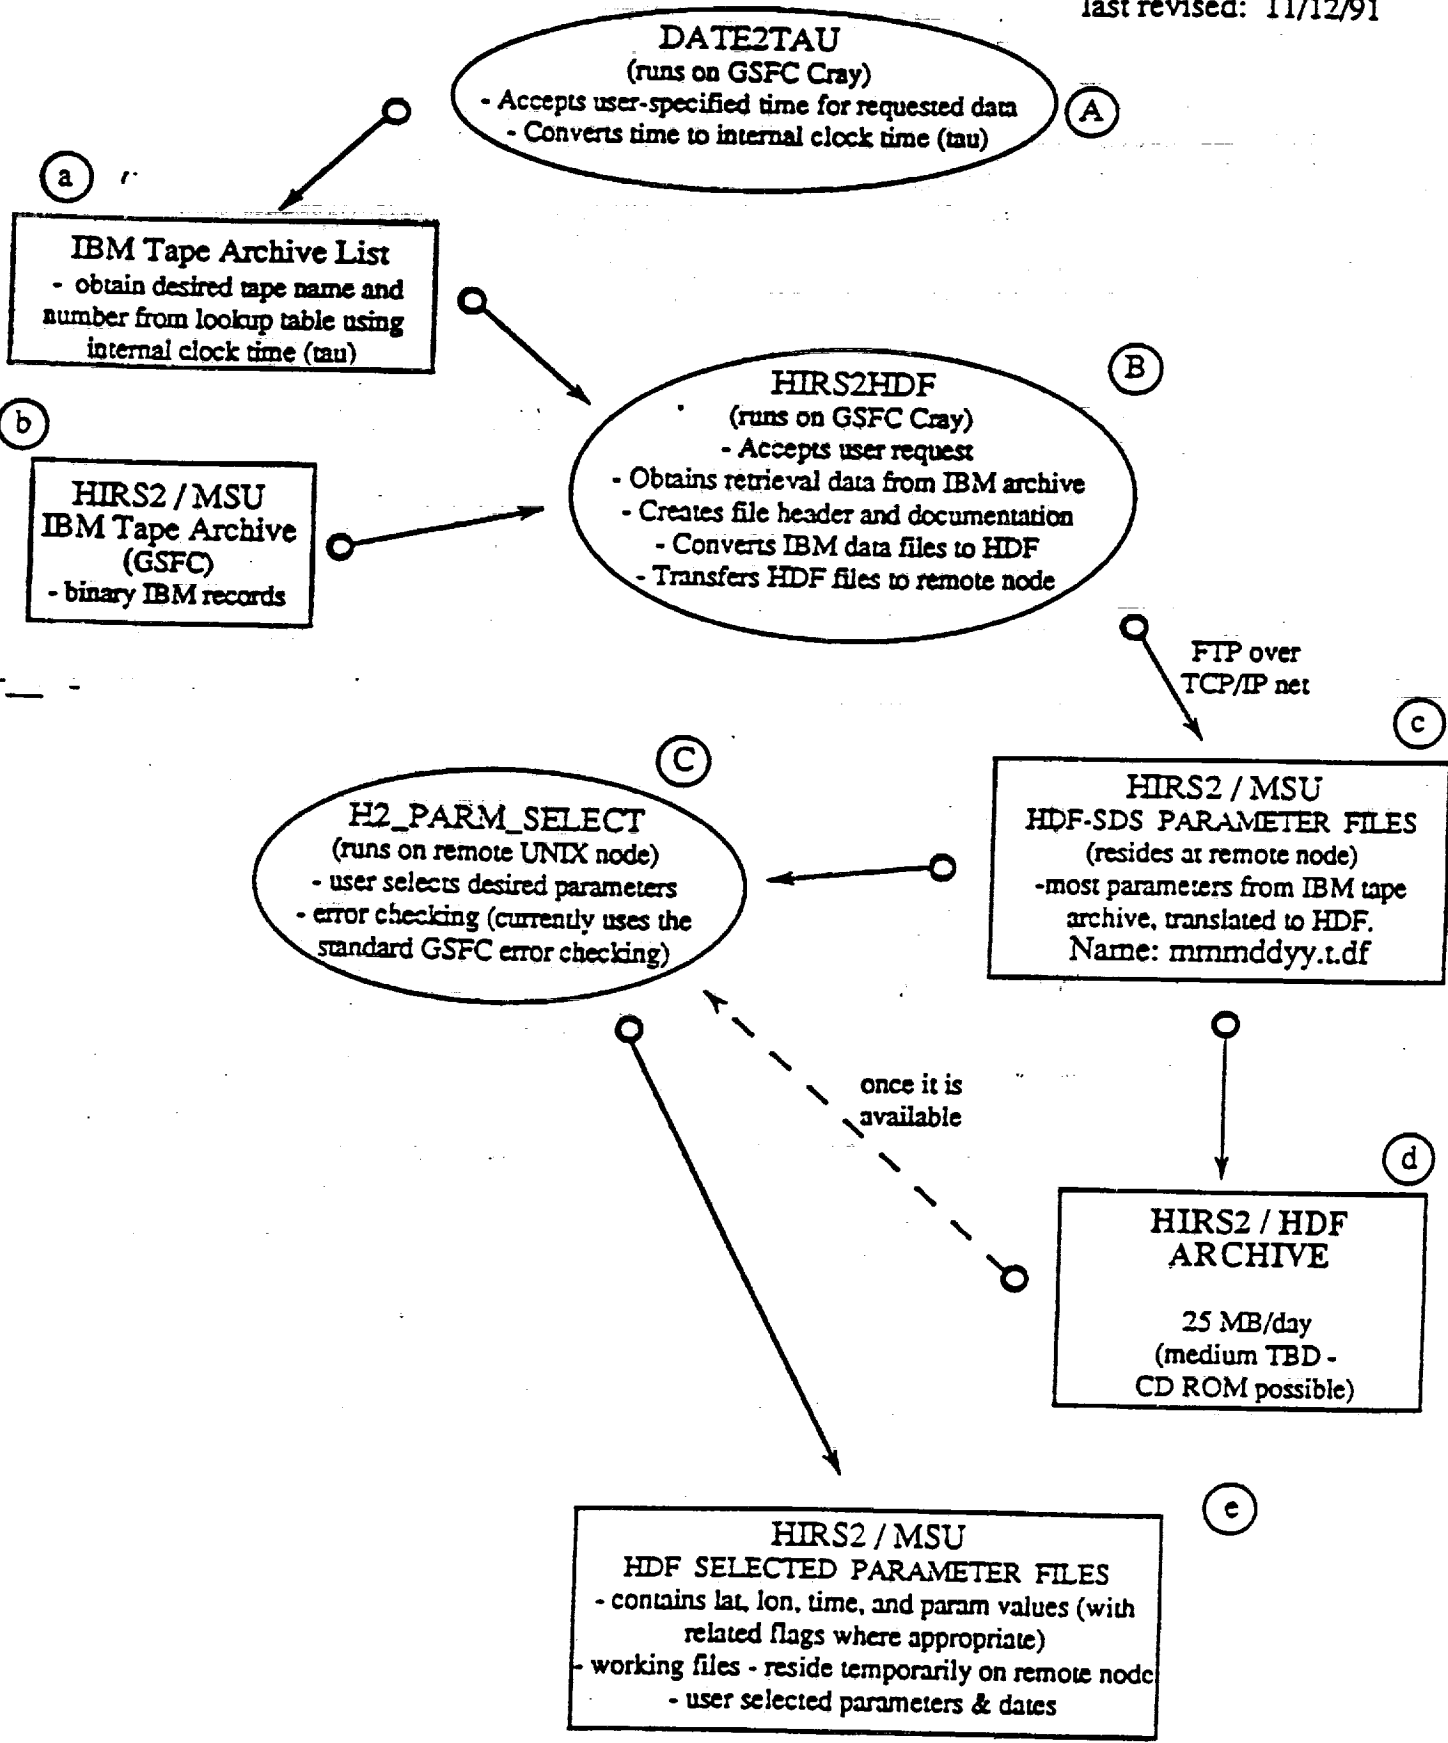 last revised: 11/12/91
DATE2TAU
(runs on GSFC Cray)
- Accepts user-specified time for requested data
- Converts time to internal clock time (tau)
A
a
IBM Tape Archive List
- obtain desired tape name and
number from lookup table using
internal clock time (tau)
B
HIRS2HDF
(runs on GSFC Cray)
- Accepts user request
- Obtains retrieval data from IBM archive
- Creates file header and documentation
- Converts IBM data files to HDF
- Transfers HDF files to remote node
b
HIRS2 / MSU
IBM Tape Archive
(GSFC)
- binary IBM records
FTP over
TCP/IP net
c
HIRS2 / MSU
HDF-SDS PARAMETER FILES
(resides at remote node)
-most parameters from IBM tape
archive, translated to HDF.
Name: mmmddyy.t.df
C
H2_PARM_SELECT
(runs on remote UNIX node)
- user selects desired parameters
- error checking (currently uses the
standard GSFC error checking)
once it is
available
d
HIRS2 / HDF
ARCHIVE
25 MB/day
(medium TBD -
CD ROM possible)
e
HIRS2 / MSU
HDF SELECTED PARAMETER FILES
- contains lat, lon, time, and param values (with
related flags where appropriate)
- working files - reside temporarily on remote node
- user selected parameters & dates